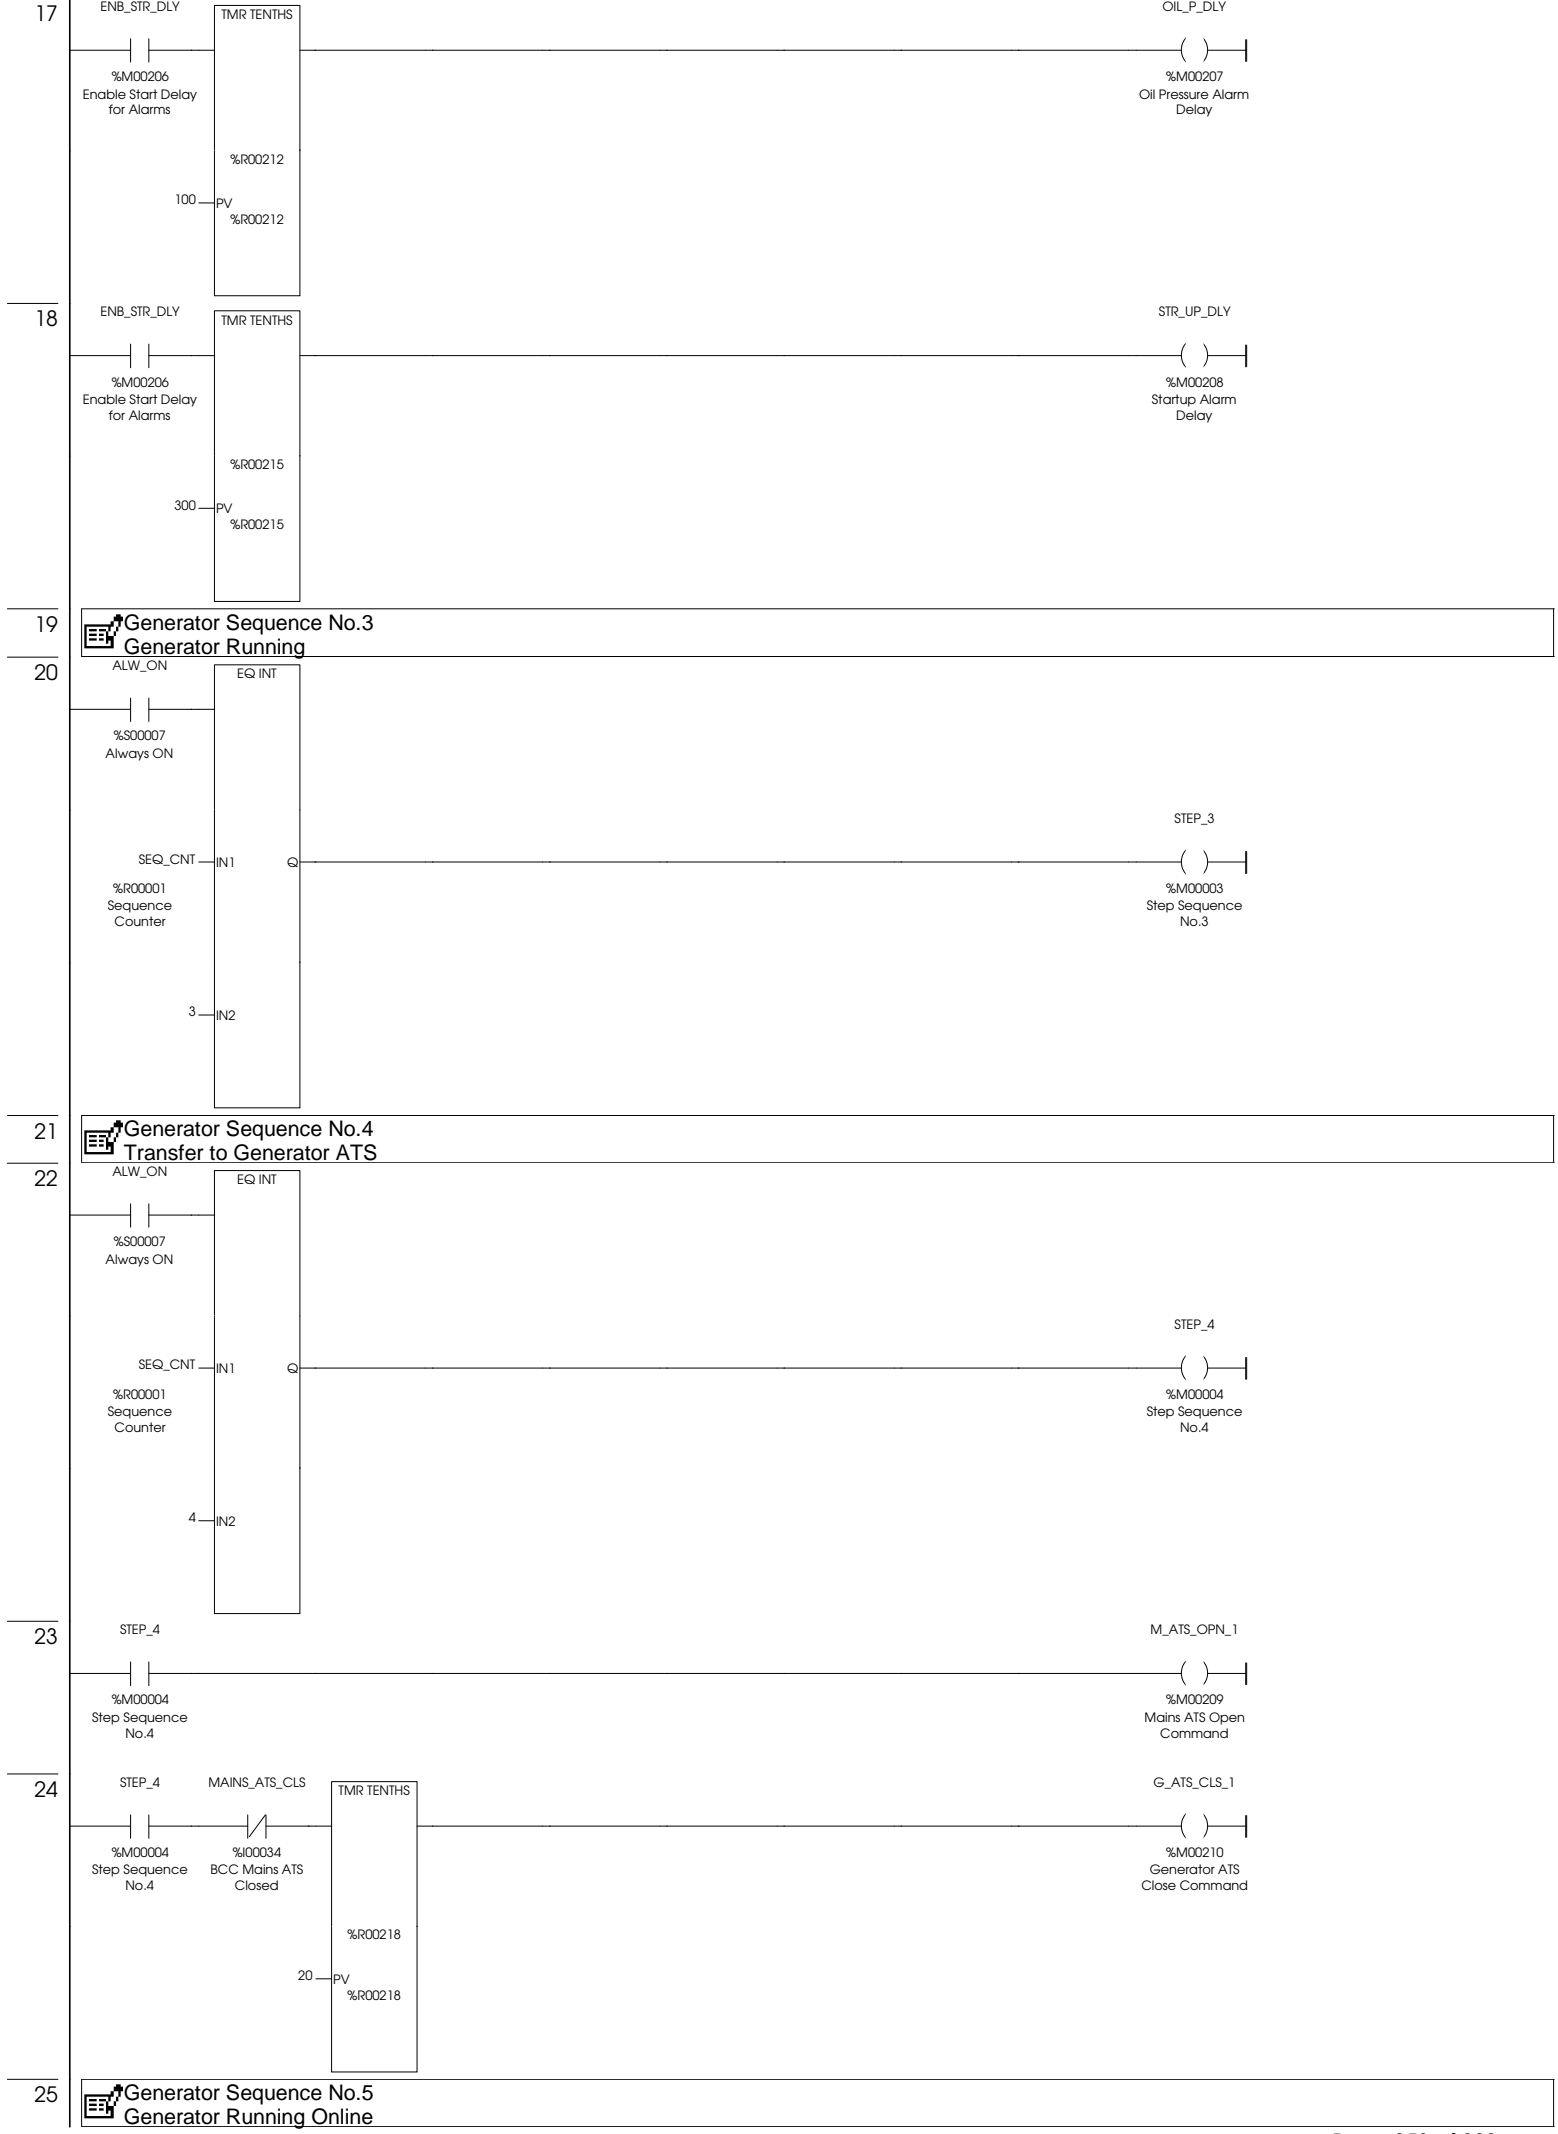 17
ENB_STR_DLY
TMR TENTHS
OIL_P_DLY
%M00206
Enable Start Delay
for Alarms
%M00207
Oil Pressure Alarm
Delay
%R00212
100
PV
%R00212
18
ENB_STR_DLY
TMR TENTHS
STR_UP_DLY
%M00206
Enable Start Delay
for Alarms
%M00208
Startup Alarm
Delay
%R00215
300
PV
%R00215
19
Generator Sequence No.3
Generator Running
20
ALW_ON
EQ INT
%S00007
Always ON
STEP_3
SEQ_CNT
IN1
Q
%R00001
Sequence
Counter
%M00003
Step Sequence
No.3
3
IN2
21
Generator Sequence No.4
Transfer to Generator ATS
22
ALW_ON
EQ INT
%S00007
Always ON
STEP_4
SEQ_CNT
IN1
Q
%R00001
Sequence
Counter
%M00004
Step Sequence
No.4
4
IN2
23
STEP_4
M_ATS_OPN_1
%M00004
Step Sequence
No.4
%M00209
Mains ATS Open
Command
24
STEP_4
MAINS_ATS_CLS
TMR TENTHS
G_ATS_CLS_1
%M00004
Step Sequence
No.4
%I00034
BCC Mains ATS
Closed
%M00210
Generator ATS
Close Command
%R00218
20
PV
%R00218
25
Generator Sequence No.5
Generator Running Online